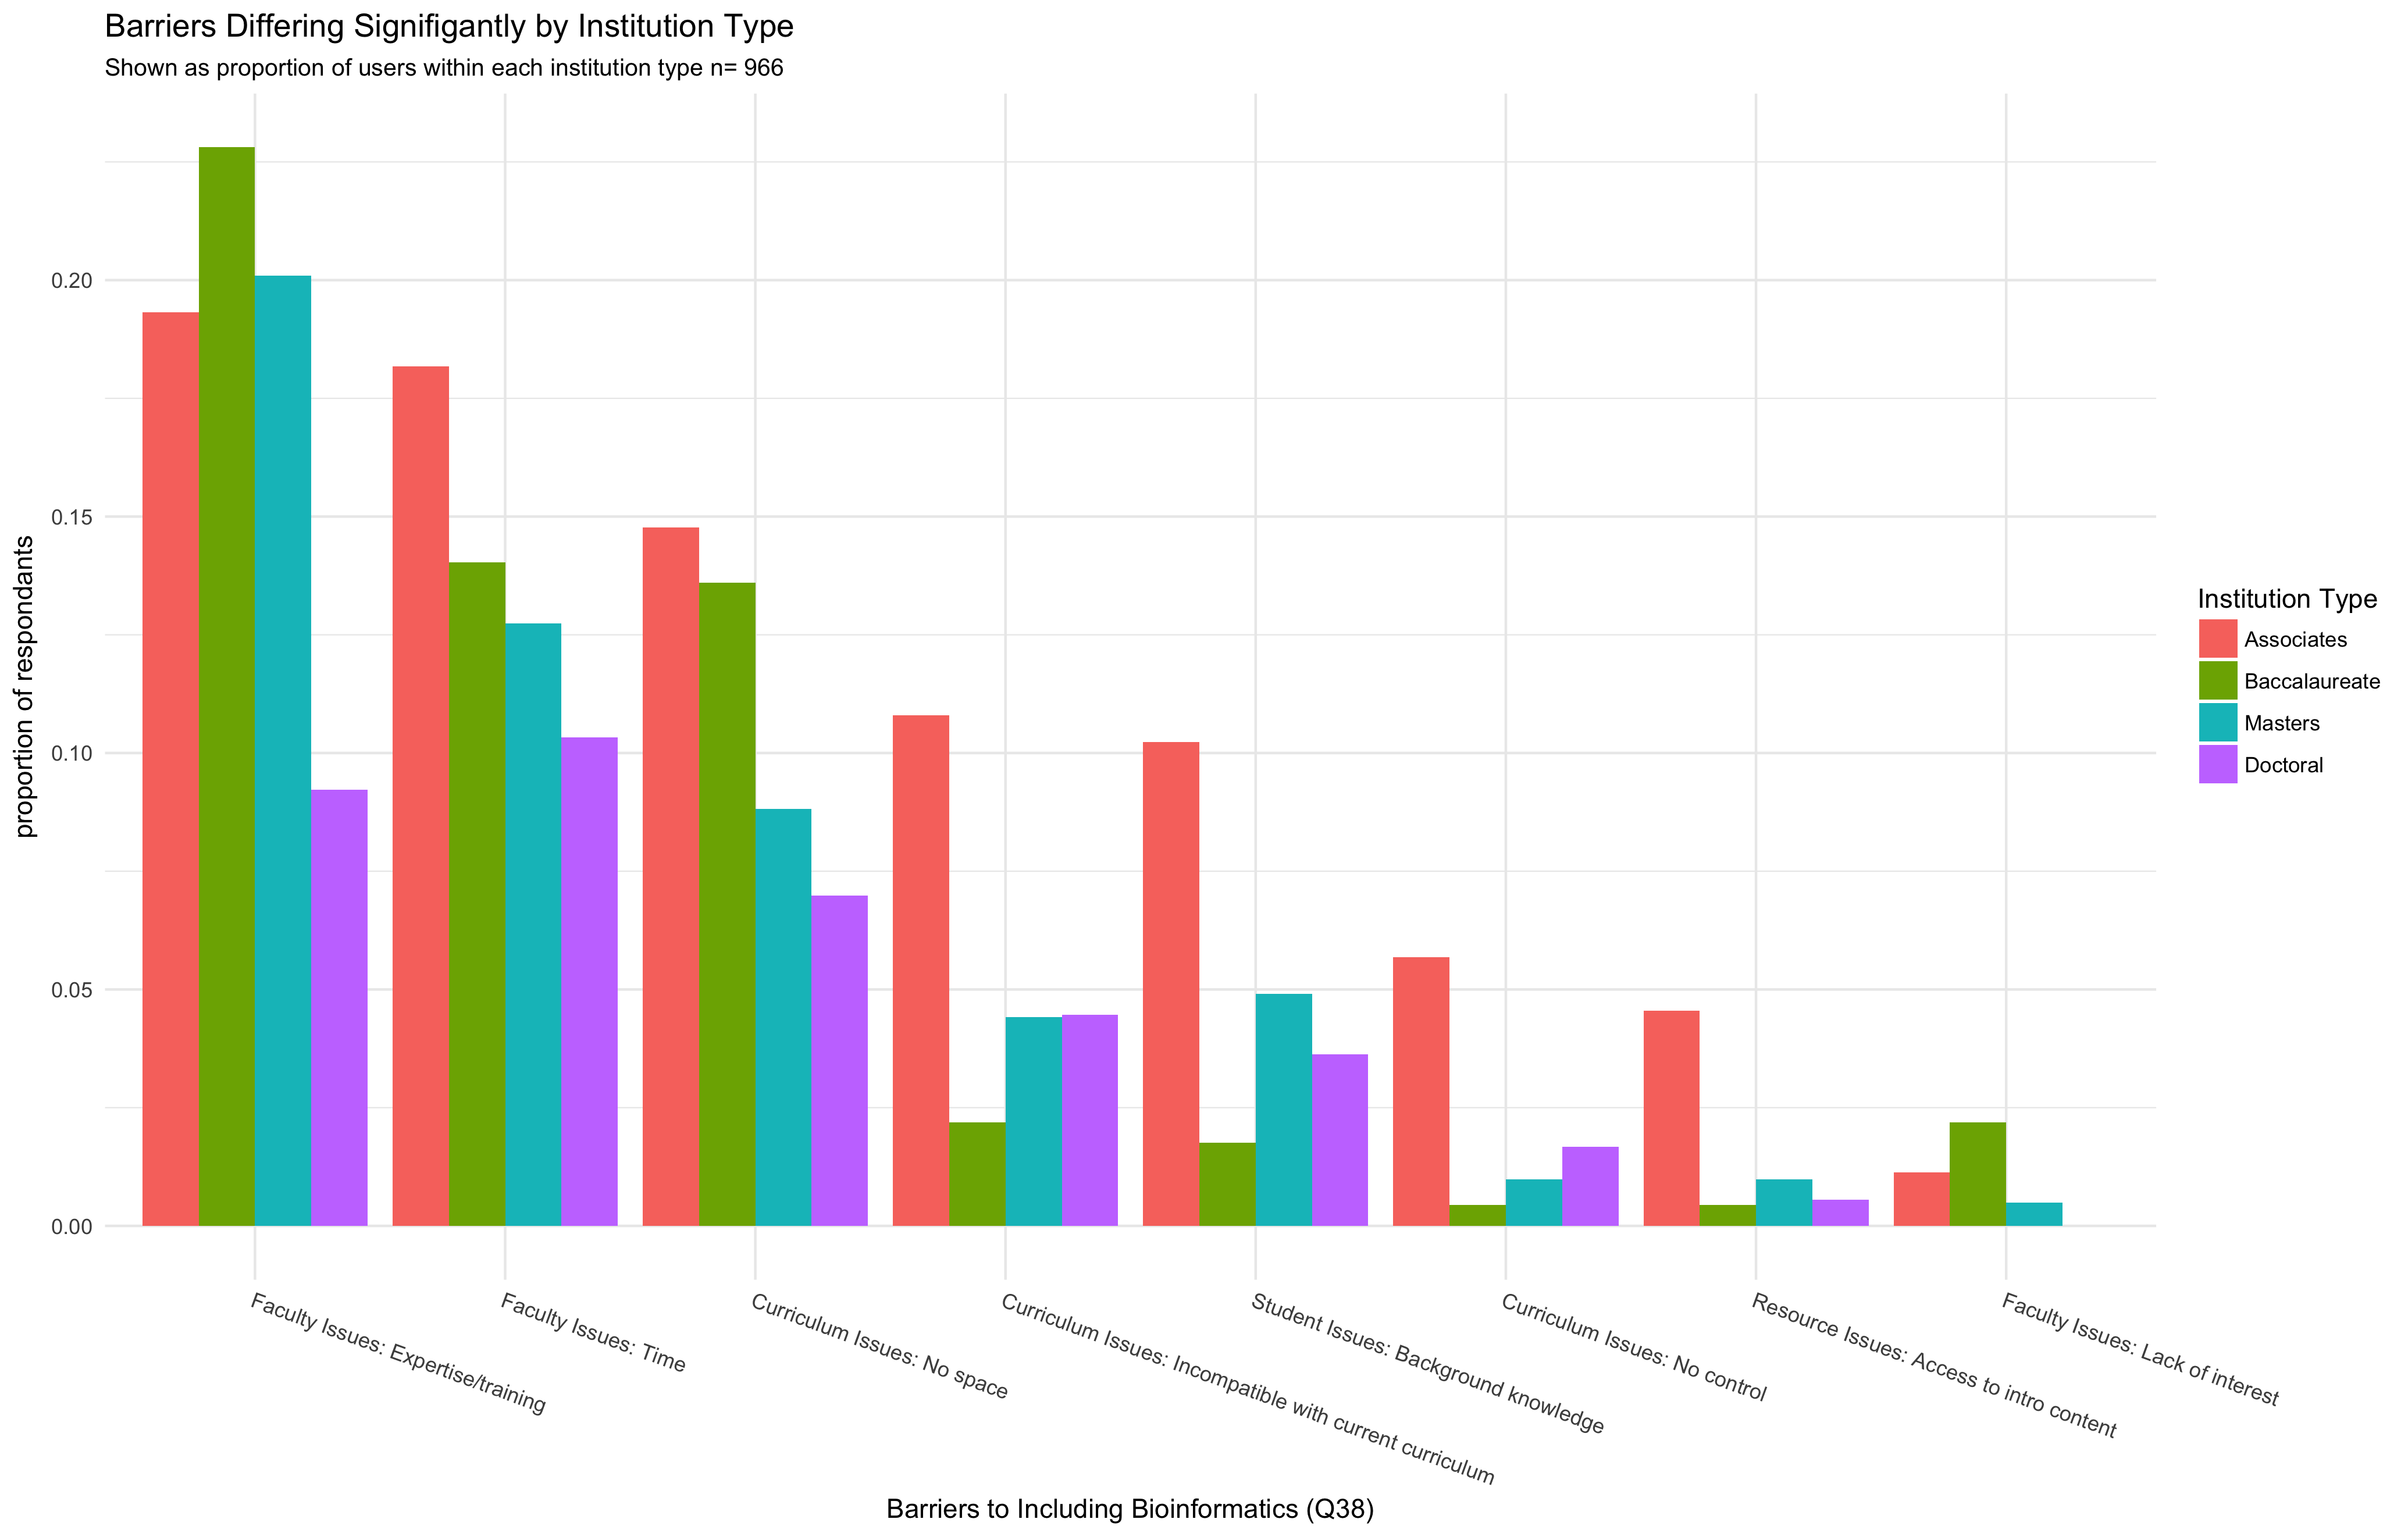 Barriers Differing Signifigantly by Institution Type
Shown as proportion of users within each institution type n= 966
proportion of respondants
0.20
0.15
0.10
0.05
0.00
Institution Type
Associates
Baccalaureate
Masters
Doctoral
Faculty Issues: Expertise/training
Faculty Issues: Time
Curriculum Issues: No space
Curriculum Issues: Incompatible with current curriculum
Student Issues: Background knowledge
Curriculum Issues: No control
Resource Issues: Access to intro content
Faculty Issues: Lack of interest
Barriers to Including Bioinformatics (Q38)